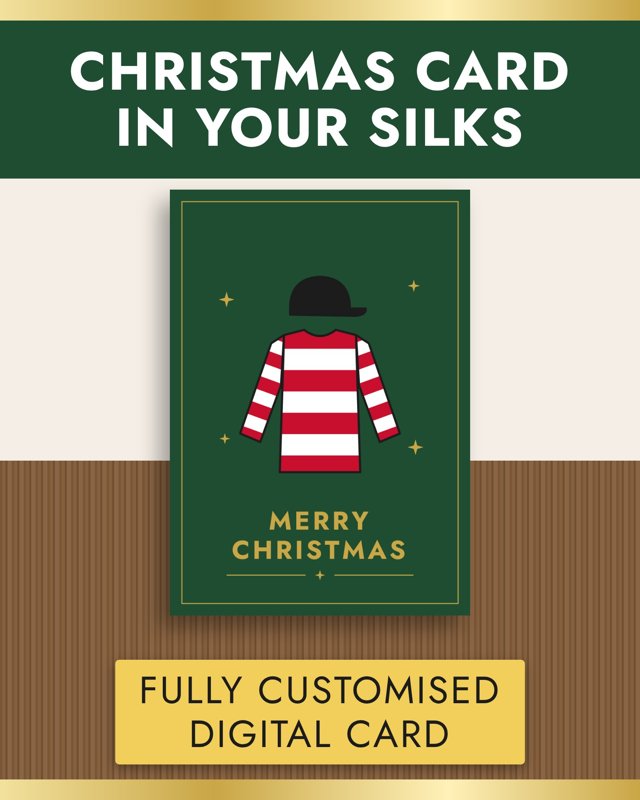 CHRISTMAS CARD
IN YOUR SILKS
MERRY
CHRISTMAS
FULLY CUSTOMISED
DIGITAL CARD